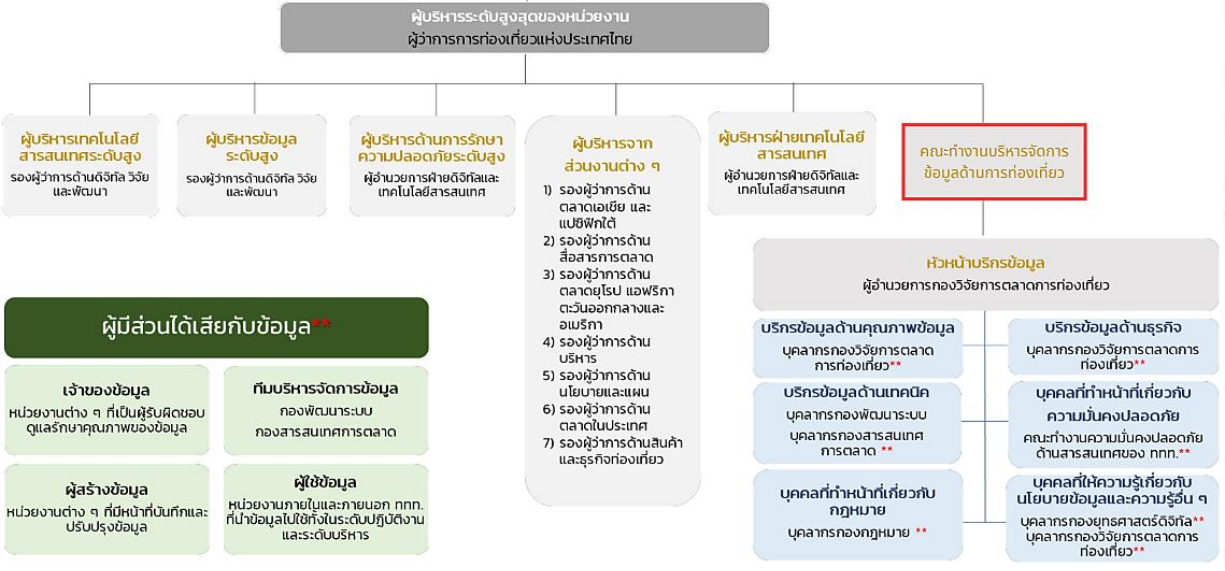 ผู้บริหารระดับสูงสุดของหน่วยงาน
ผู้ว่าการการท่องเที่ยวแห่งประเทศไทย
ผู้บริหารเทคโนโลยี
สารสนเทศระดับสูง
รองผู้ว่าการด้านดิจิทัล วิจัย
และพัฒนา
ผู้บริหารข้อมูล
ระดับสูง
รองผู้ว่าการด้านดิจิทัล วิจัย
และพัฒนา
ผู้บริหารด้านการรักษา
ความปลอดภัยระดับสูง
ผู้อำนวยการฝ่ายดิจิทัลและ
เทคโนโลยีสารสนเทศ
ผู้บริหารจาก
ส่วนงานต่าง ๆ
1) รองผู้ว่าการด้าน
ตลาดเอเชีย และ
แปซิฟิกใต้
2) รองผู้ว่าการด้าน
สื่อสารการตลาด
3) รองผู้ว่าการด้าน
ตลาดยุโรป แอฟริกา
ตะวันออกกลางและ
อเมริกา
4) รองผู้ว่าการด้าน
บริหาร
5) รองผู้ว่าการด้าน
นโยบายและแผน
6) รองผู้ว่าการด้าน
ตลาดในประเทศ
7) รองผู้ว่าการด้านสินค้า
และธุรกิจท่องเที่ยว
ผู้บริหารฝ่ายเทคโนโลยี
สารสนเทศ
ผู้อำนวยการฝ่ายดิจิทัลและ
เทคโนโลยีสารสนเทศ
คณะทำงานบริหารจัดการ
ข้อมูลด้านการท่องเที่ยว
หัวหน้าบริกรข้อมูล
ผู้อำนวยการกองวิจัยการตลาดการท่องเที่ยว
บริกรข้อมูลด้านคุณภาพข้อมูล
บุคลากรกองวิจัยการตลาด
การท่องเที่ยว**
บริกรข้อมูลด้านธุรกิจ
บุคลากรกองวิจัยการตลาดการ
ท่องเที่ยว**
บริกรข้อมูลด้านเทคนิค
บุคลากรกองพัฒนาระบบ
บุคลากรกองสารสนเทศ
การตลาด **
บุคคลที่ทำหน้าที่เกี่ยวกับ
ความมั่นคงปลอดภัย
คณะทำงานความมั่นคงปลอดภัย
ด้านสารสนเทศของ ททท.**
บุคคลที่ทำหน้าที่เกี่ยวกับ
กฎหมาย
บุคลากรกองกฎหมาย **
บุคคลที่ให้ความรู้เกี่ยวกับ
นโยบายข้อมูลและความรู้อื่น ๆ
บุคลากรกองยุทธศาสตร์ดิจิทัล**
บุคลากรกองวิจัยการตลาดการ
ท่องเที่ยว**
ผู้มีส่วนได้เสียกับข้อมูล**
เจ้าของข้อมูล
หน่วยงานต่าง ๆ ที่เป็นผู้รับผิดชอบ
ดูแลรักษาคุณภาพของข้อมูล
ทีมบริหารจัดการข้อมูล
กองพัฒนาระบบ
กองสารสนเทศการตลาด
ผู้สร้างข้อมูล
หน่วยงานต่าง ๆ ที่มีหน้าที่บันทึกและ
ปรับปรุงข้อมูล
ผู้ใช้ข้อมูล
หน่วยงานภายในและภายนอก ททท.
ที่นำข้อมูลไปใช้ทั้งในระดับปฏิบัติงาน
และระดับบริหาร